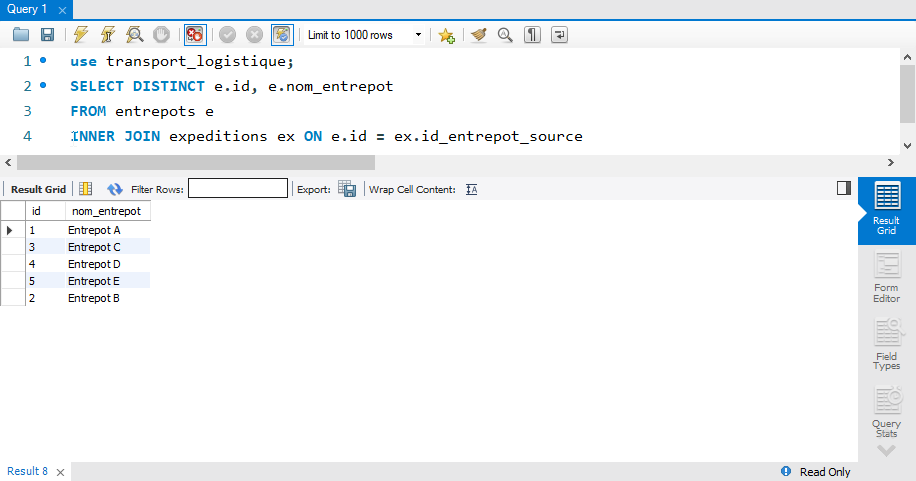 Query 1
Limit to 1000 rows
1 use transport_logistique;
2 SELECT DISTINCT e.id, e.nom_entrepot
3 FROM entrepots e
4 INNER JOIN expeditions ex ON e.id = ex.id_entrepot_source
Result Grid Filter Rows: Export: Wrap Cell Content:
id nom_entrepot
1 Entrepot A
3 Entrepot C
4 Entrepot D
5 Entrepot E
2 Entrepot B
Result
Grid
Form
Editor
Field
Types
Query
Stats
Result 8 Read Only